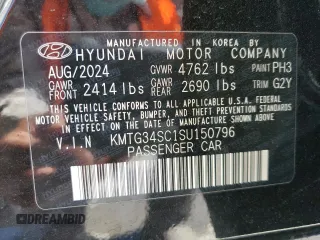 MANUFACTURED IN KOREA BY
HYUNDAI MOTOR COMPANY
AUG/2024 GVWR 4762 lbs PAINT PH3
GAWR FRONT 2414 lbs GAWR REAR 2690 lbs TRIM G2Y
THIS VEHICLE CONFORMS TO ALL APPLICABLE U.S.
FEDERAL MOTOR VEHICLE SAFETY, BUMPER, AND THEFT
PREVENTION STANDARDS IN EFFECT ON THE DATE OF
MANUFACTURE SHOWN ABOVE.
V.I.N KMTG34SC1SU150796
PASSENGER CAR
©DEAR.BID